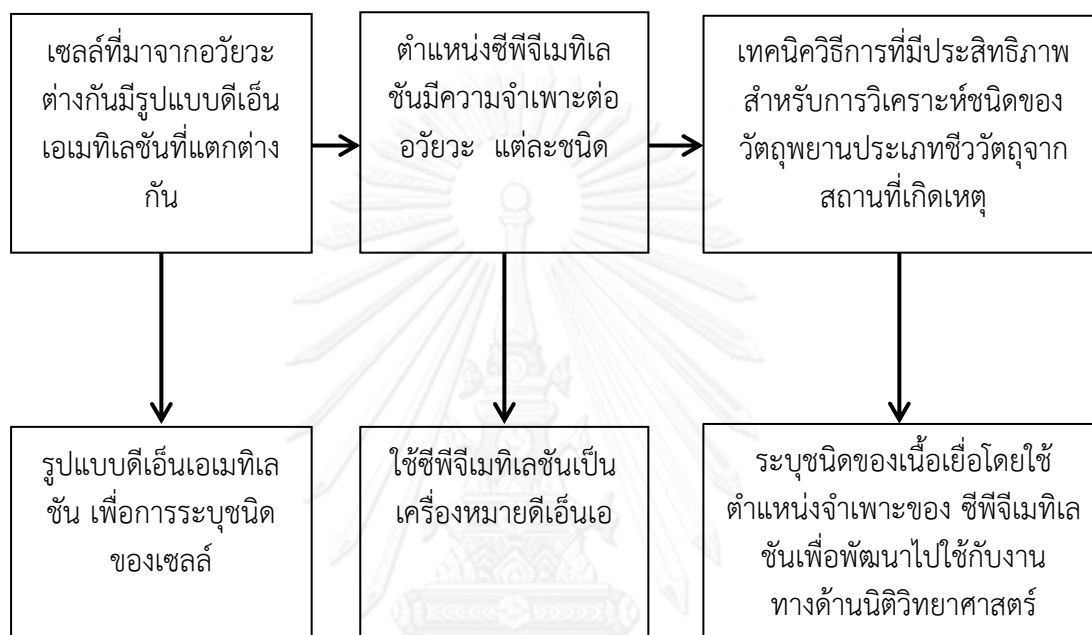 เซลล์ที่มาจากอวัยวะ
ต่างกันมีรูปแบบดีเอ็น
เอเมทิเลชันที่แตกต่าง
กัน
ตำแหน่งซีพีจีเมทิเล
ชันมีความจำเพาะต่อ
อวัยวะ แต่ละชนิด
เทคนิควิธีการที่มีประสิทธิภาพ
สำหรับการวิเคราะห์ชนิดของ
วัตถุพยานประเภทชีววัตถุจาก
สถานที่เกิดเหตุ
รูปแบบดีเอ็นเอเมทิเล
ชัน เพื่อการระบุชนิด
ของเซลล์
ใช้ซีพีจีเมทิเลชันเป็น
เครื่องหมายดีเอ็นเอ
ระบุชนิดของเนื้อเยื่อโดยใช้
ตำแหน่งจำเพาะของ ซีพีจีเมทิเล
ชันเพื่อพัฒนาไปใช้กับงาน
ทางด้านนิติวิทยาศาสตร์